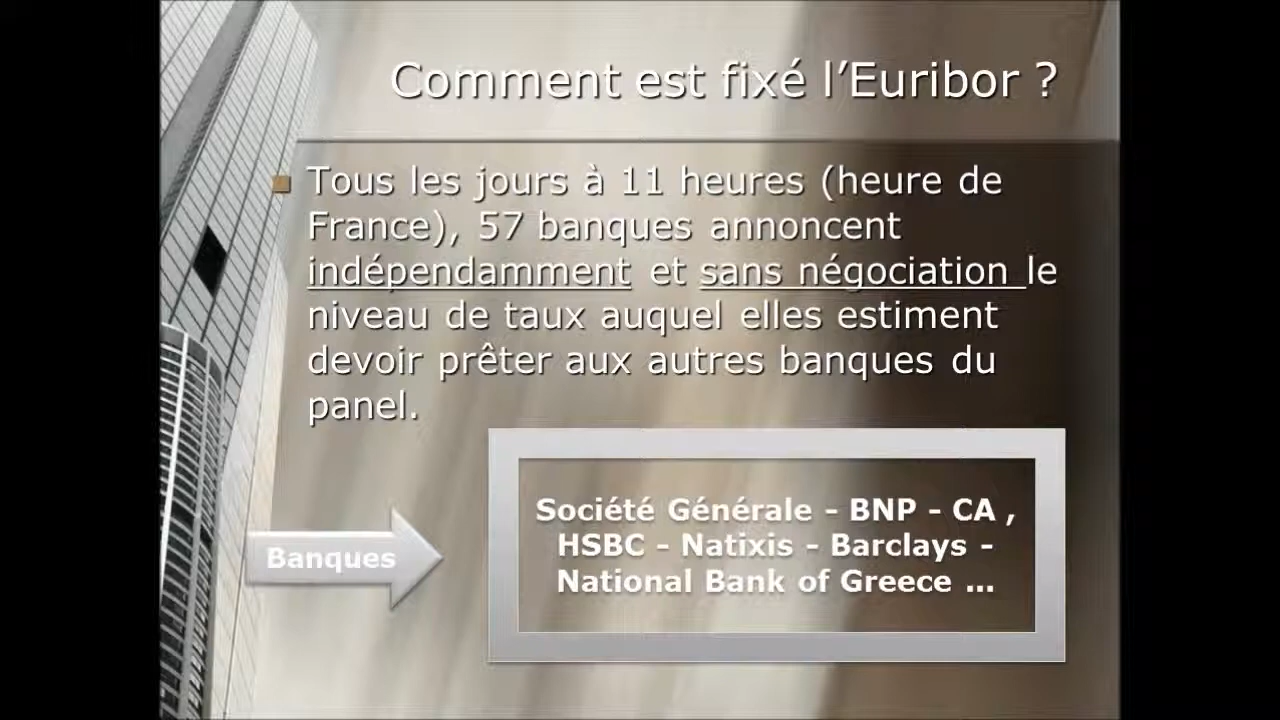 Comment est fixé l’Euribor ?
Tous les jours à 11 heures (heure de
France), 57 banques annoncent
indépendamment et sans négociation le
niveau de taux auquel elles estiment
devoir prêter aux autres banques du
panel.
Banques
Société Générale - BNP - CA ,
HSBC - Natixis - Barclays -
National Bank of Greece ...